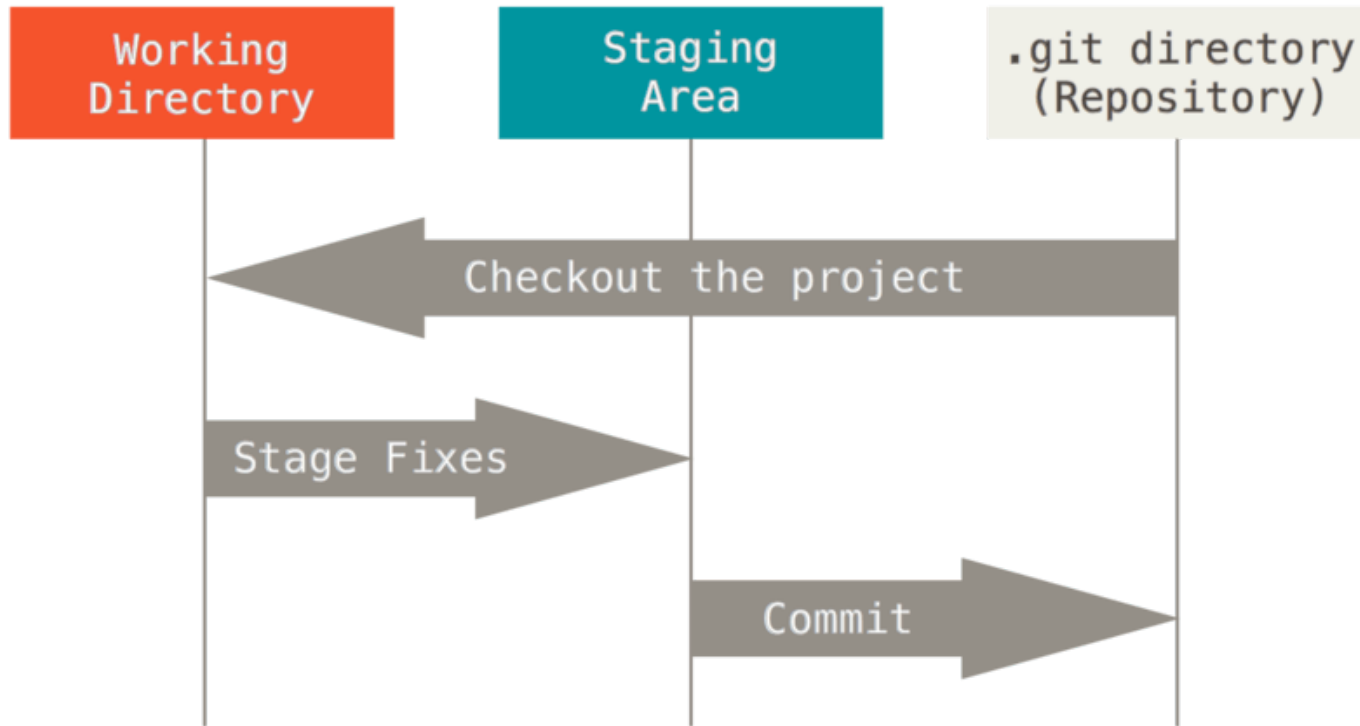 Working
Directory
Staging
Area
.git directory
(Repository)
Checkout the project
Stage Fixes
Commit